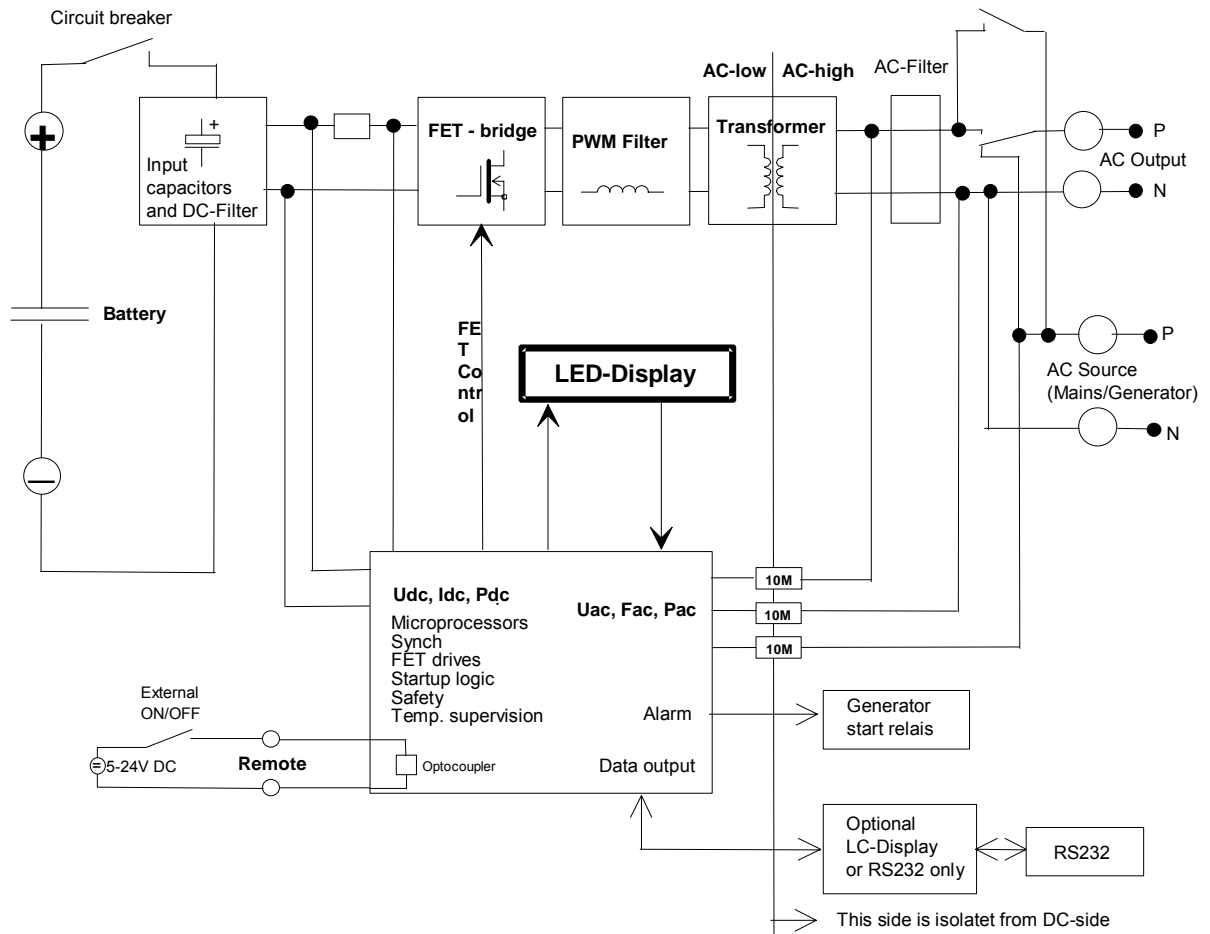 Circuit breaker
AC-low
AC-high
AC-Filter
+
Input
capacitors
and DC-Filter
+
FET - bridge
PWM Filter
Transformer
P
AC Output
N
Battery
FE
T
Co
ntr
ol
LED-Display
P
AC Source
(Mains/Generator)
N
−
Udc, Idc, Pdc
Microprocessors
Synch
FET drives
Startup logic
Safety
Temp. supervision
Uac, Fac, Pac
10M
10M
10M
Alarm
Generator
start relais
External
ON/OFF
=
5-24V DC
Remote
Optocoupler
Data output
Optional
LC-Display
or RS232 only
RS232
This side is isolatet from DC-side